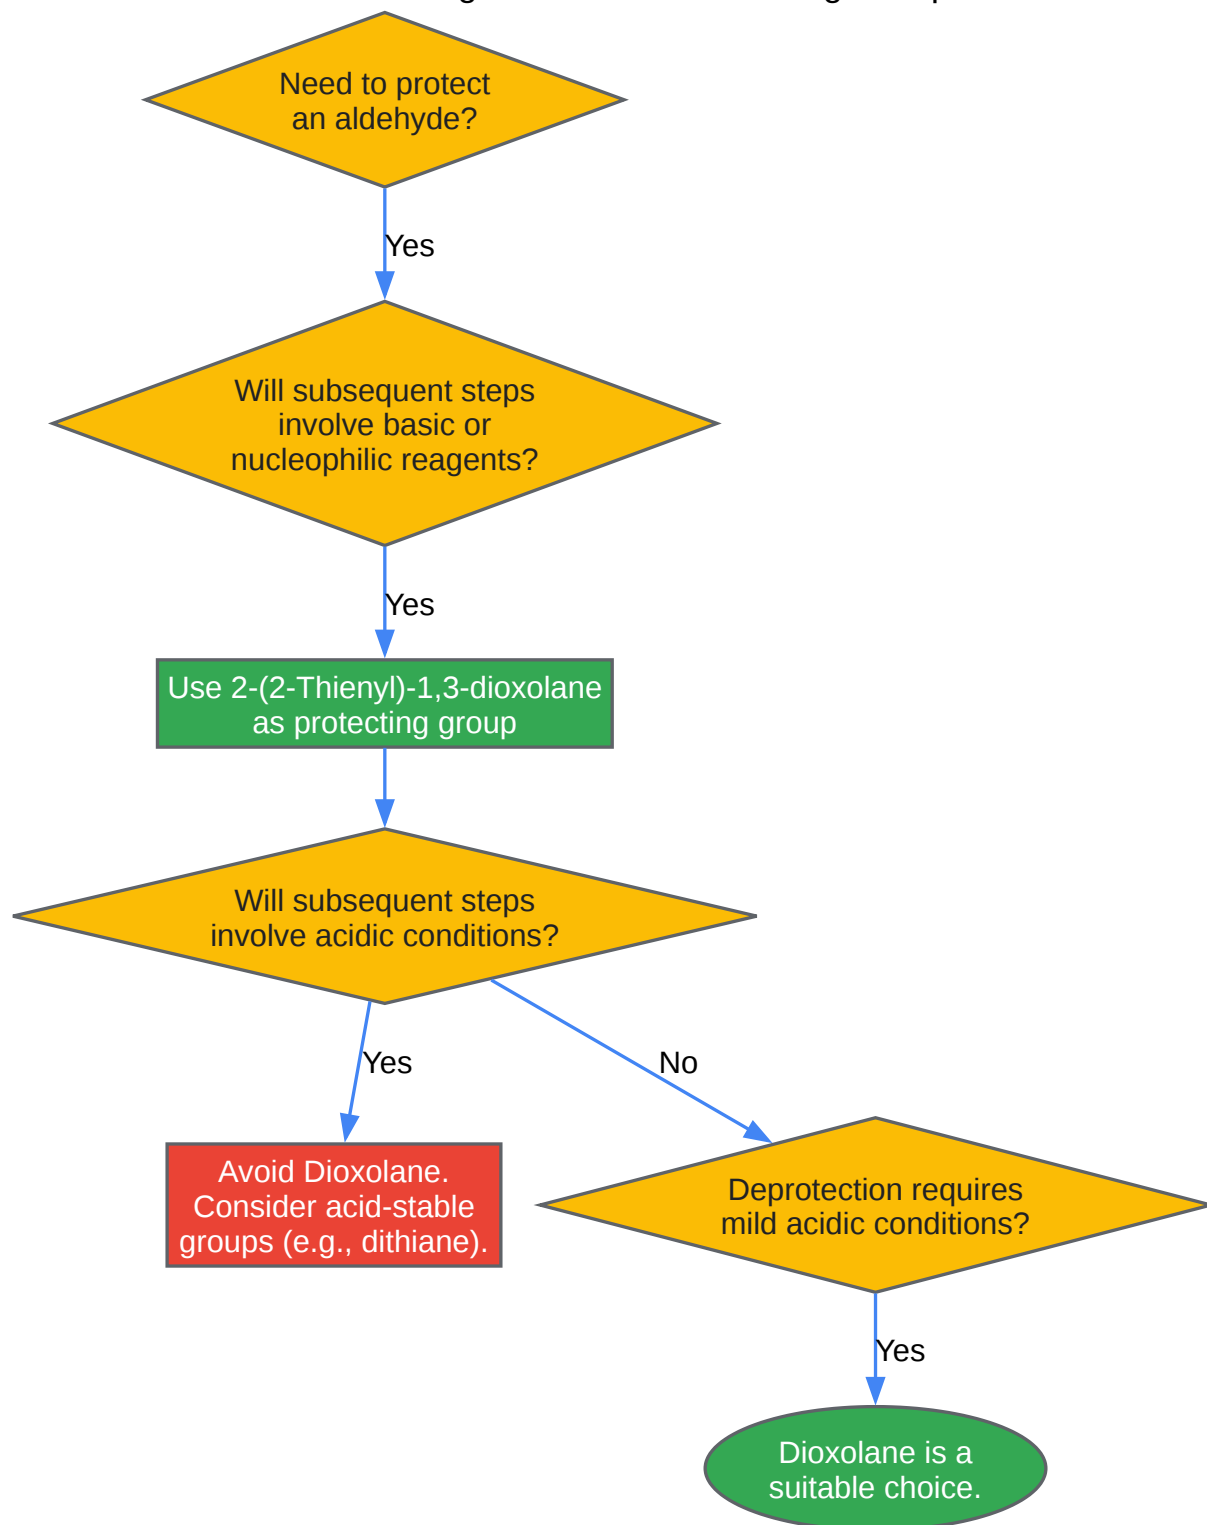 Need to protect
an aldehyde?
Yes
Will subsequent steps
involve basic or
nucleophilic reagents?
Yes
Use 2-(2-Thienyl)-1,3-dioxolane
as protecting group
Will subsequent steps
involve acidic conditions?
Yes
No
Avoid Dioxolane.
Consider acid-stable
groups (e.g., dithiane).
Deprotection requires
mild acidic conditions?
Yes
Dioxolane is a
suitable choice.